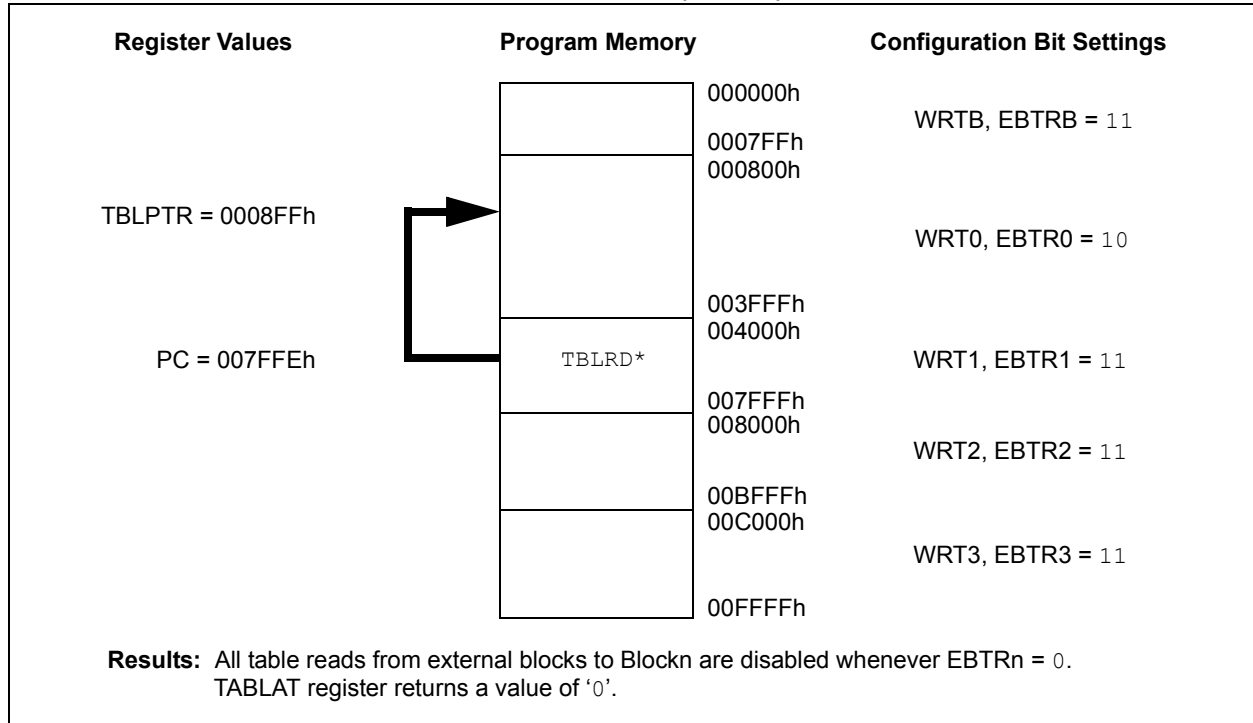 Register Values Program Memory Configuration Bit Settings
000000h
WRTB, EBTRB = 11
0007FFh
000800h
TBLPTR = 0008FFh
WRT0, EBTR0 = 10
003FFFh
004000h
PC = 007FFEh TBLRD* WRT1, EBTR1 = 11
007FFFh
008000h
WRT2, EBTR2 = 11
00BFFFh
00C000h
WRT3, EBTR3 = 11
00FFFFh
Results: All table reads from external blocks to Blockn are disabled whenever EBTRn = 0.
TABLAT register returns a value of ‘0’.